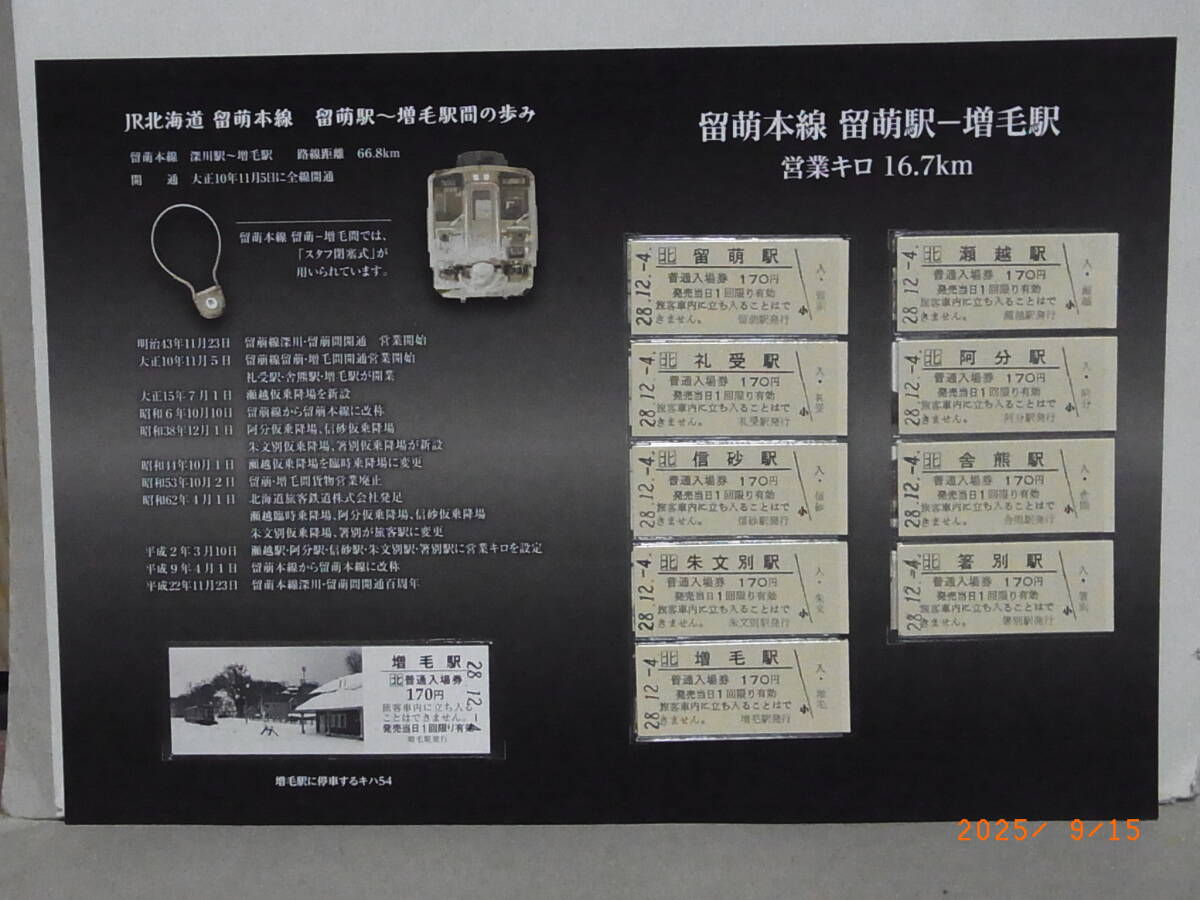 JR北海道 留萌本線　留萌駅～増毛駅間の歩み
留萌本線　深川駅～増毛駅　路線距離　66.8km
開　通　大正10年11月5日に全線開通
留萌本線 留萌-増毛間では、
「スタフ閉塞式」が
用いられています。
明治43年11月23日　留萠線深川・留萠間開通　営業開始
大正10年11月5日　留萠線留萠・増毛間開通営業開始
礼受駅・舎熊駅・増毛駅が開業
大正15年7月1日　瀬越仮乗降場を新設
昭和6年10月10日　留萠線から留萠本線に改称
昭和38年12月1日　阿分仮乗降場、信砂仮乗降場
朱文別仮乗降場、箸別仮乗降場が新設
昭和44年10月1日　瀬越仮乗降場を臨時乗降場に変更
昭和53年10月2日　留萠・増毛間貨物営業廃止
昭和62年4月1日　北海道旅客鉄道株式会社発足
瀬越臨時乗降場、阿分仮乗降場、信砂仮乗降場
朱文別仮乗降場、箸別が旅客駅に変更
平成2年3月10日　瀬越駅・阿分駅・信砂駅・朱文別駅・箸別駅に営業キロを設定
平成9年4月1日　留萠本線から留萌本線に改称
平成22年11月23日　留萌本線深川・留萌間開通百周年
増毛駅
北 普通入場券
170円
旅客車内に立ち入る
ことはできません。
発売当日1回限り有効
増毛駅発行
28.12.-4
増毛駅に停車するキハ54
留萌本線 留萌駅－増毛駅
営業キロ 16.7km
28.12.-4.
北 留萌駅
普通入場券 170円
発売当日1回限り有効
旅客車内に立ち入ることはで
きません。 留萌駅発行
28.12.-4.
北 礼受駅
普通入場券 170円
発売当日1回限り有効
旅客車内に立ち入ることはで
きません。 礼受駅発行
入・礼受
28.12.-4.
北 信砂駅
普通入場券 170円
発売当日1回限り有効
旅客車内に立ち入ることはで
きません。 信砂駅発行
入・信砂
28.12.-4.
北 朱文別駅
普通入場券 170円
発売当日1回限り有効
旅客車内に立ち入ることはで
きません。 朱文別駅発行
入・朱文
28.12.-4
北 増毛駅
普通入場券 170円
発売当日1回限り有効
旅客車内に立ち入ることはで
きません。 増毛駅発行
入・増毛
28.12.-4.
北 瀬越駅
普通入場券 170円
発売当日1回限り有効
旅客車内に立ち入ることはで
きません。 瀬越駅発行
入・瀬越
28.12.-4.
北 阿分駅
普通入場券 170円
発売当日1回限り有効
旅客車内に立ち入ることはで
きません。 阿分駅発行
入・阿分
28.12.-4.
北 舎熊駅
普通入場券 170円
発売当日1回限り有効
旅客車内に立ち入ることはで
きません。 舎熊駅発行
入・舎熊
28.12.-4.
北 箸別駅
普通入場券 170円
発売当日1回限り有効
旅客車内に立ち入ることはで
きません。 箸別駅発行
入・箸別
2025/ 9/15